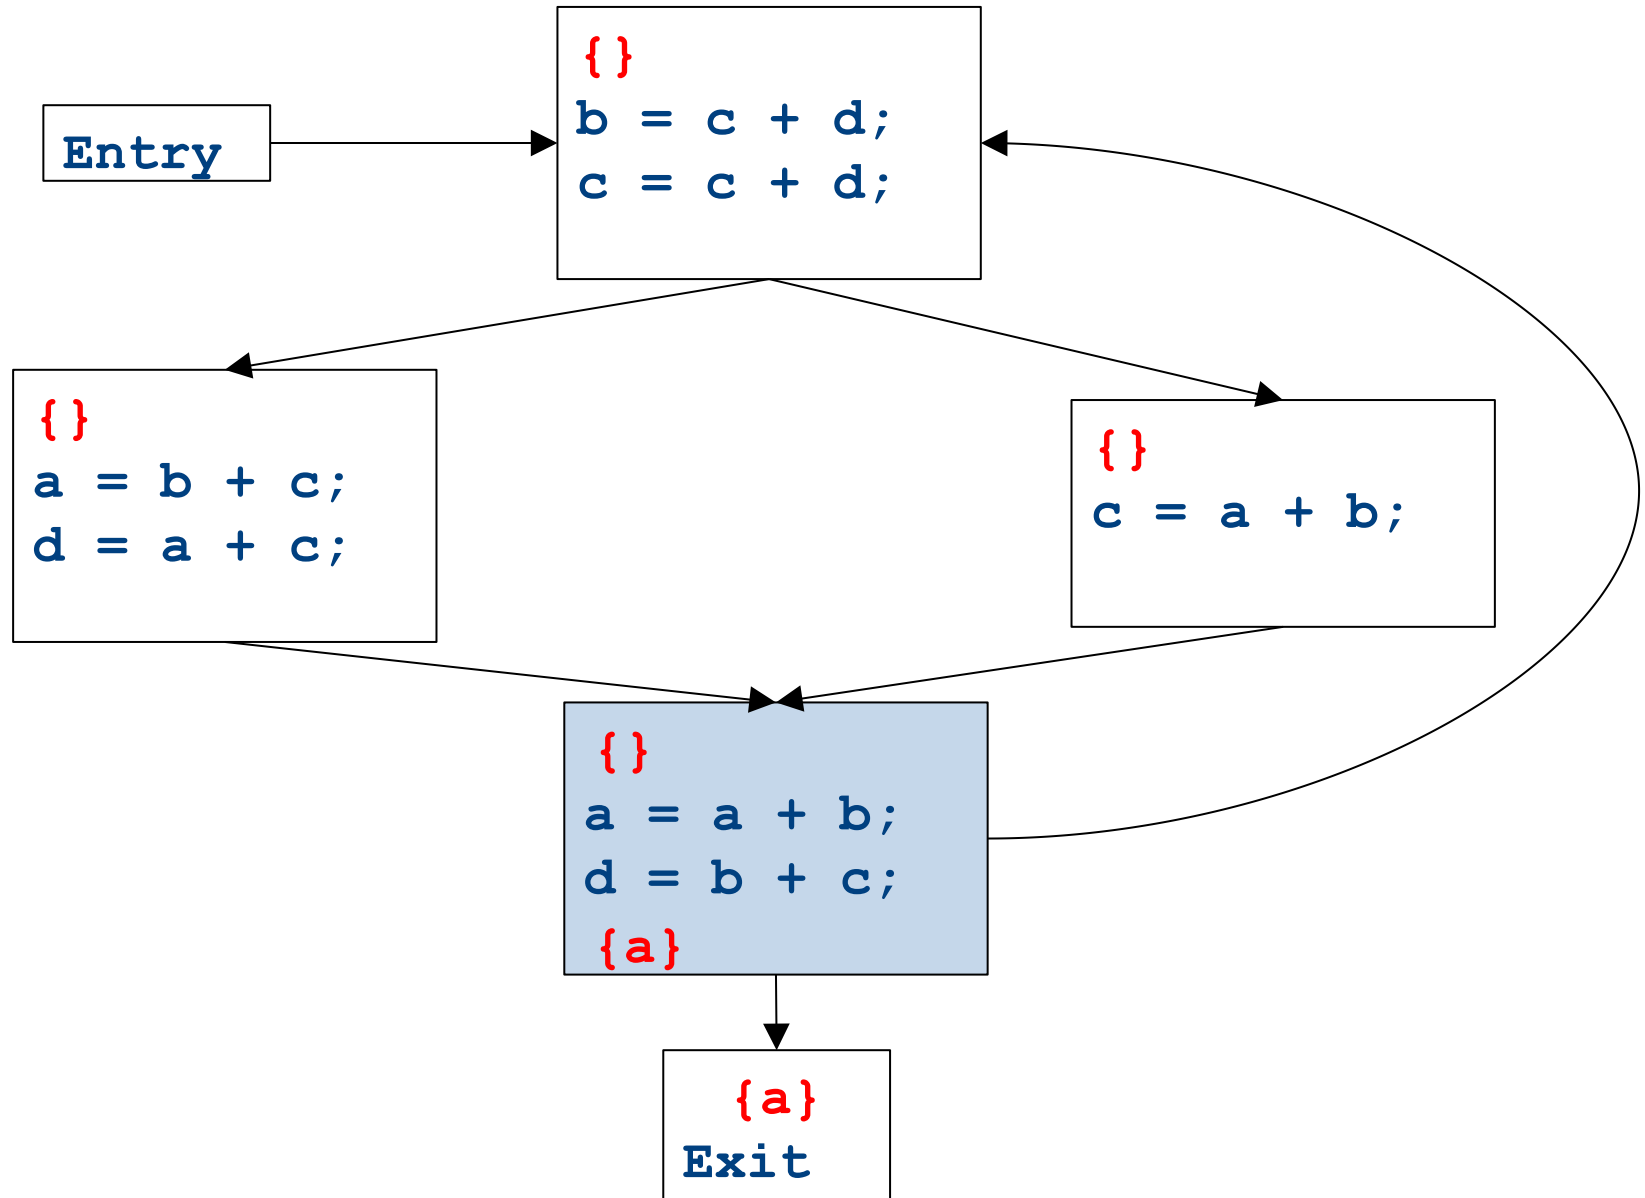 {}
b = c + d;
c = c + d;
Entry
{}
a = b + c;
d = a + c;
{}
c = a + b;
{}
a = a + b;
d = b + c;
{a}
{a}
Exit